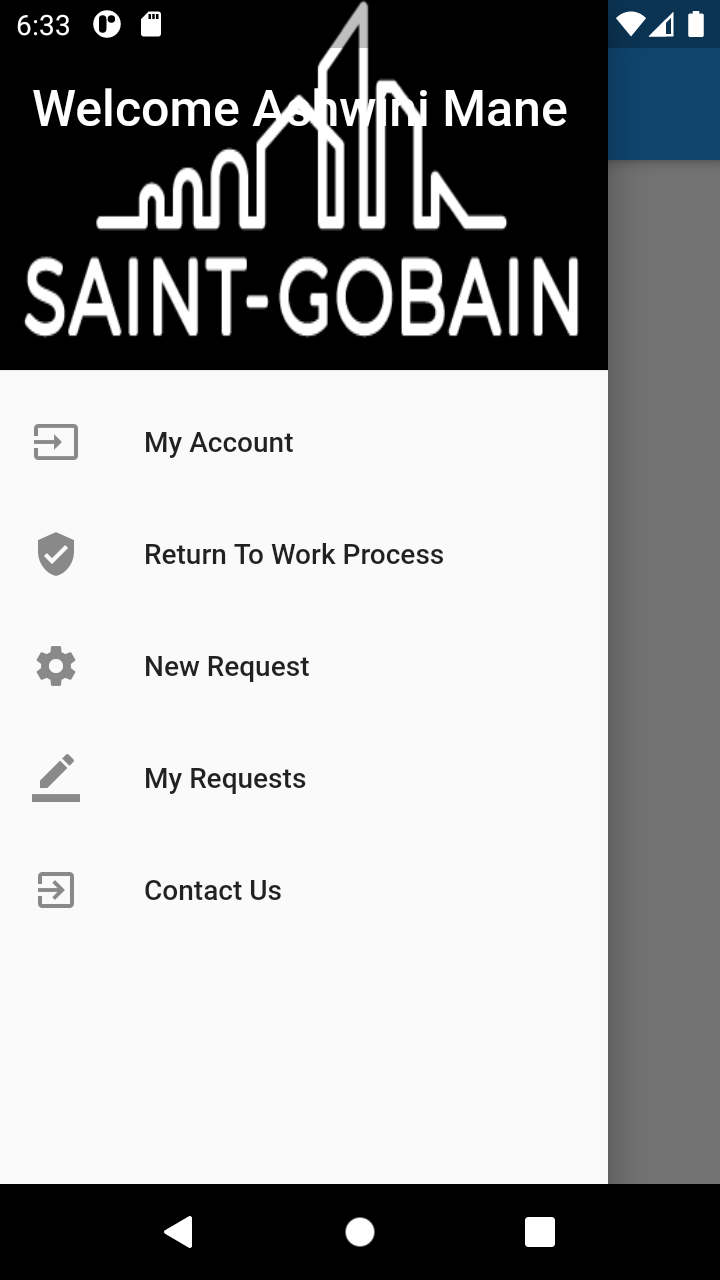 6:33
Welcome Ashwini Mane
SAINT-GOBAIN
My Account
Return To Work Process
New Request
My Requests
Contact Us